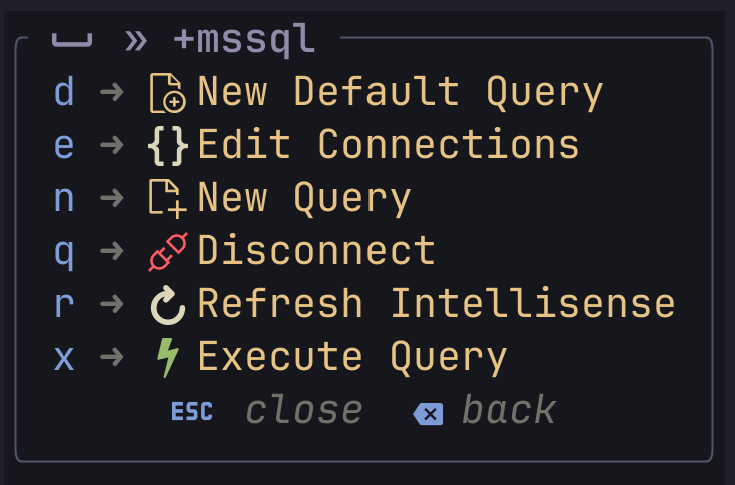 ␣ » +mssql
d ➜ New Default Query
e ➜ {} Edit Connections
n ➜ New Query
q ➜ Disconnect
r ➜ Refresh Intellisense
x ➜ Execute Query
ESC close ⌫ back